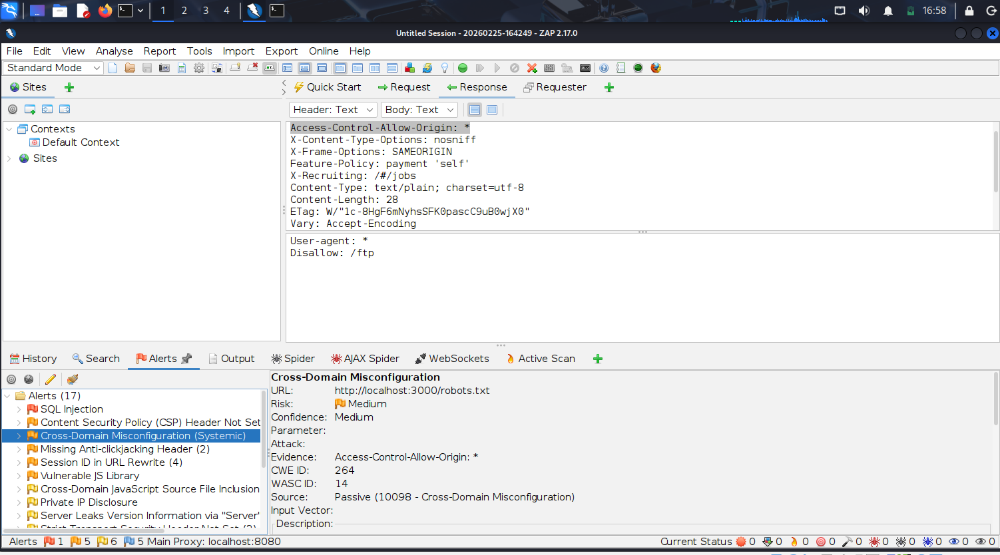 1 2 3 4 16:58
Untitled Session - 20260225-164249 - ZAP 2.17.0
File Edit View Analyse Report Tools Import Export Online Help
Standard Mode
Sites
Quick Start Request Response Requester
Header: Text Body: Text
Contexts
Default Context
Sites
Access-Control-Allow-Origin: *
X-Content-Type-Options: nosniff
X-Frame-Options: SAMEORIGIN
Feature-Policy: payment 'self'
X-Recruiting: /#/jobs
Content-Type: text/plain; charset=utf-8
Content-Length: 28
ETag: W/"1c-8HgF6mNyhsSFK0pascC9uB0wjX0"
Vary: Accept-Encoding
User-agent: *
Disallow: /ftp
History Search Alerts Output Spider AJAX Spider WebSockets Active Scan
Alerts (17)
SQL Injection
Content Security Policy (CSP) Header Not Set
Cross-Domain Misconfiguration (Systemic)
Missing Anti-clickjacking Header (2)
Session ID in URL Rewrite (4)
Vulnerable JS Library
Cross-Domain JavaScript Source File Inclusion
Private IP Disclosure
Server Leaks Version Information via "Server"
Strict-Transport-Security Header Not Set (2)
Cross-Domain Misconfiguration
URL: http://localhost:3000/robots.txt
Risk: Medium
Confidence: Medium
Parameter:
Attack:
Evidence: Access-Control-Allow-Origin: *
CWE ID: 264
WASC ID: 14
Source: Passive (10098 - Cross-Domain Misconfiguration)
Input Vector:
Description:
Alerts 1 5 6 5 Main Proxy: localhost:8080
Current Status 0 0 0 0 0 0 0 0 0 0